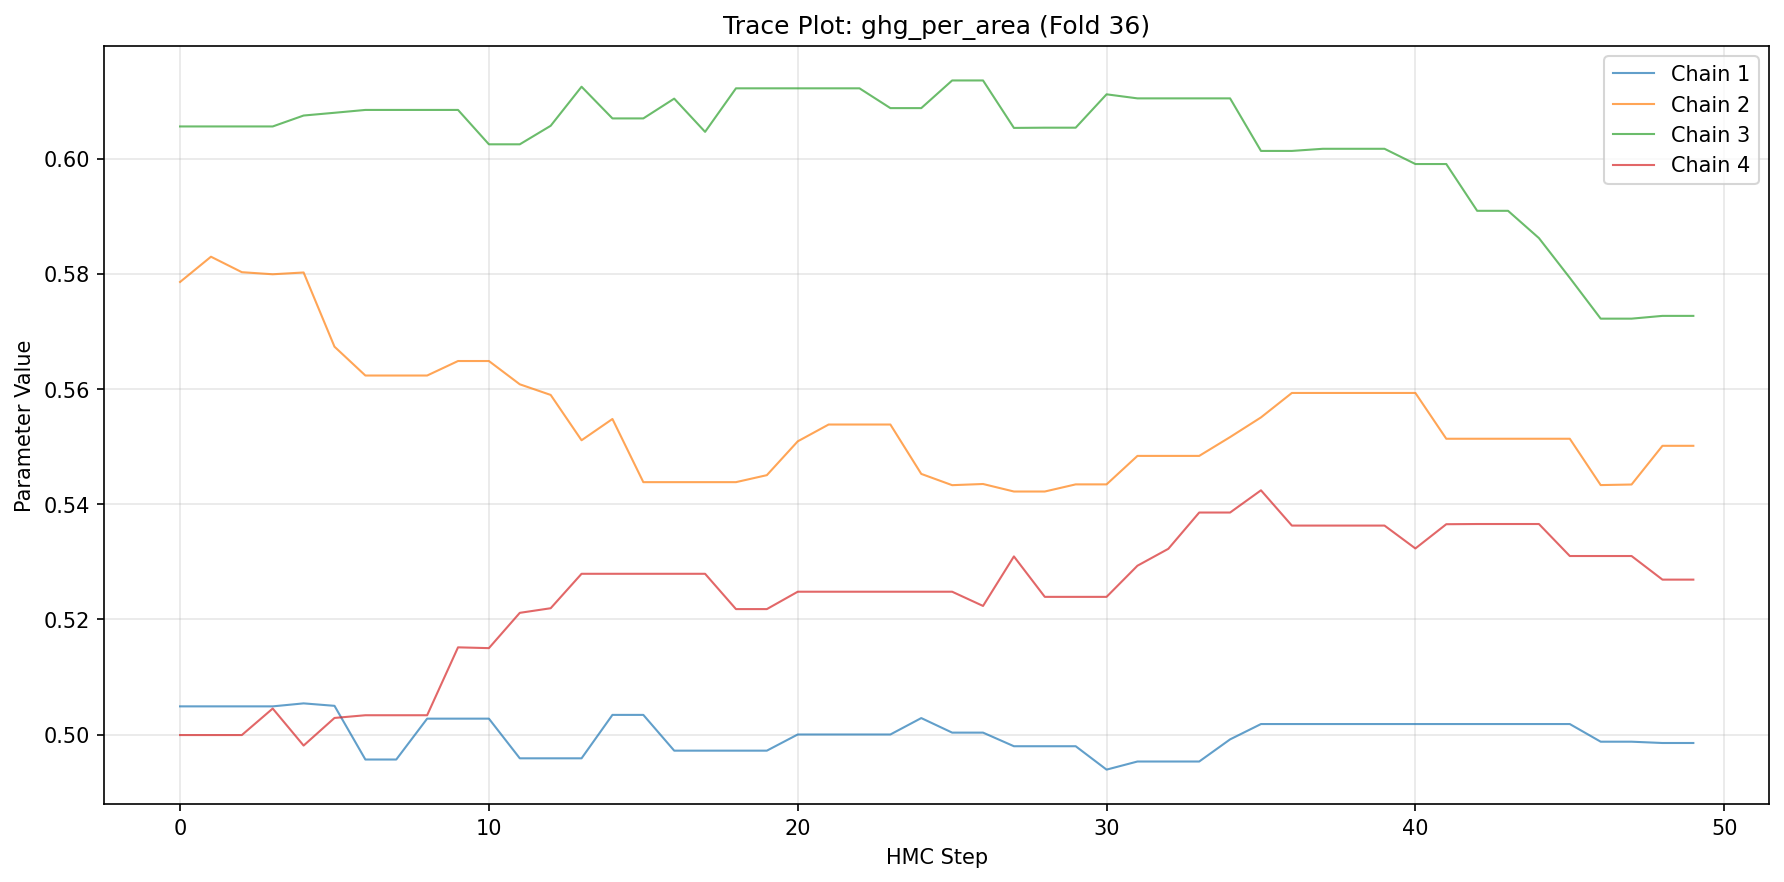 Trace Plot: ghg_per_area (Fold 36)
Chain 1
Chain 2
Chain 3
Chain 4
Parameter Value
0.60
0.58
0.56
0.54
0.52
0.50
0
10
20
30
40
50
HMC Step